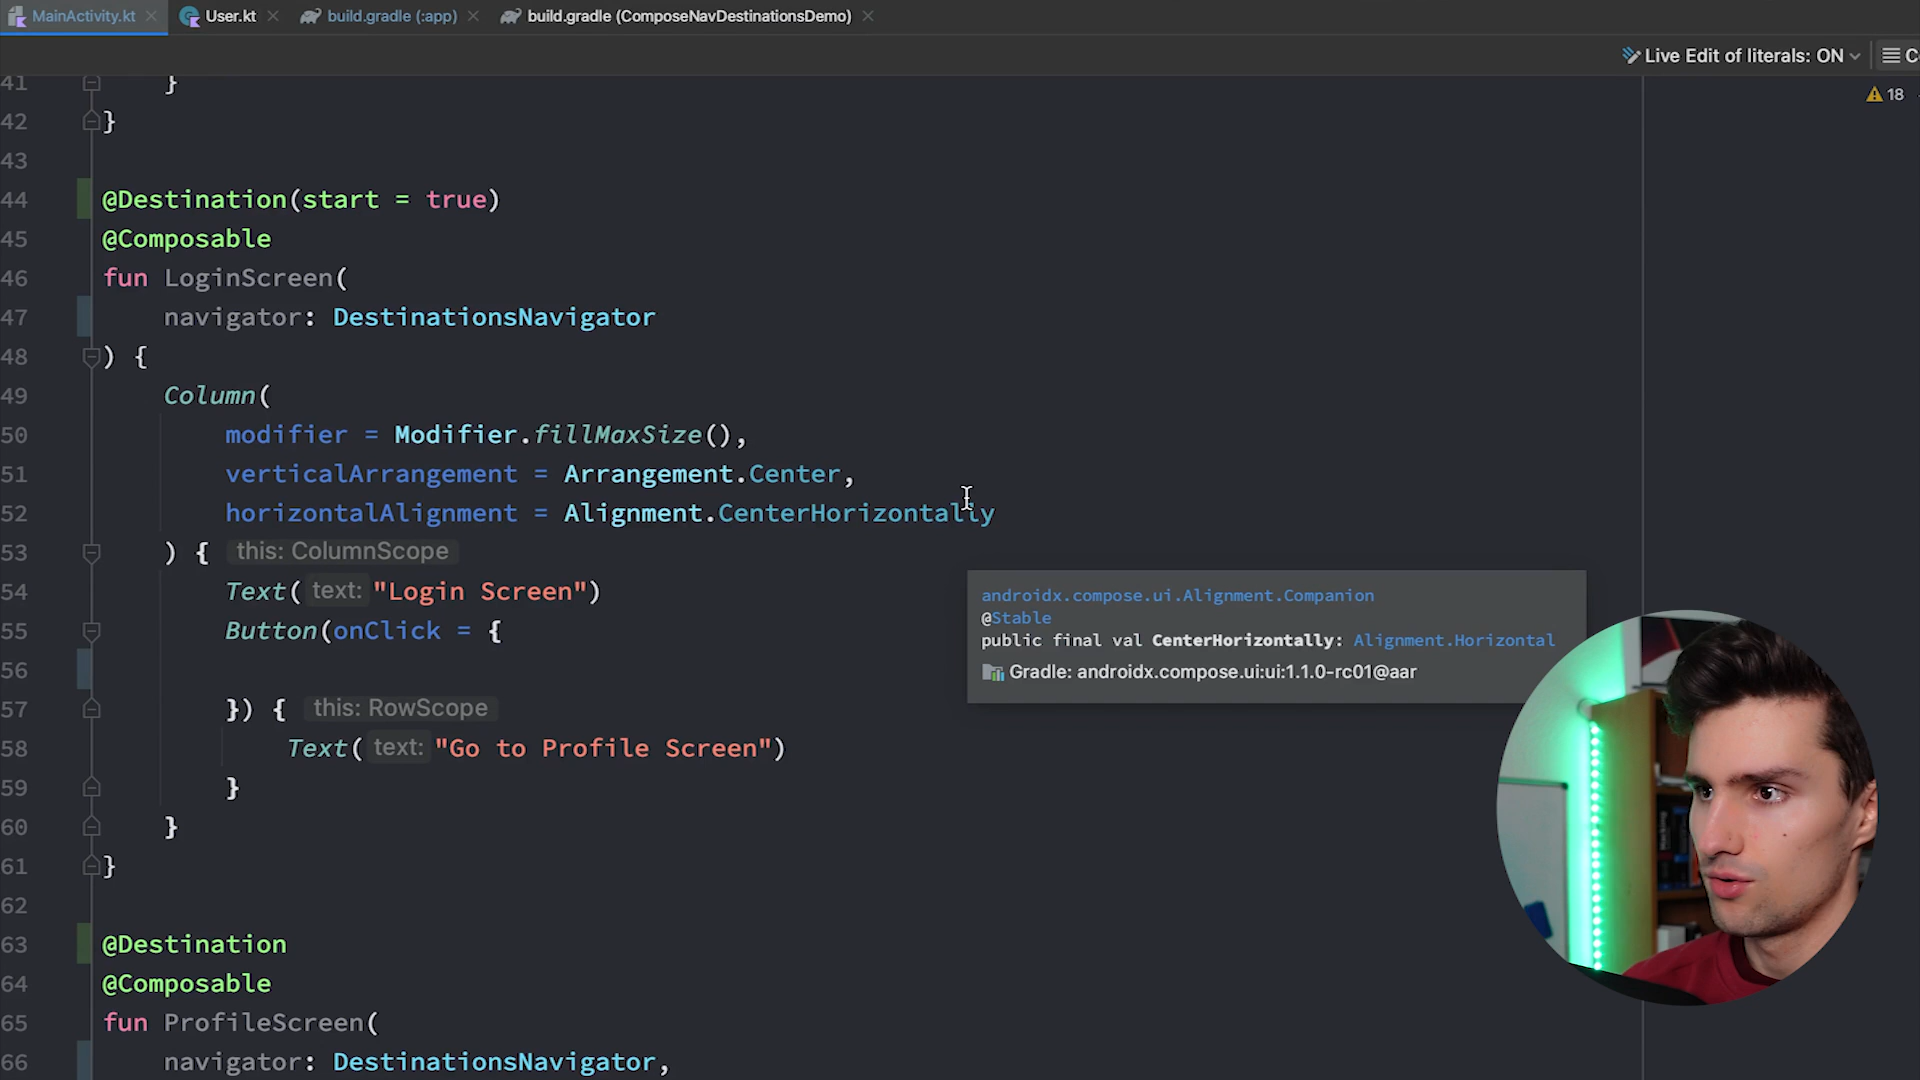 MainActivity.kt User.kt build.gradle (:app) build.gradle (ComposeNavDestinationsDemo)
Live Edit of literals: ON
18
41 }
42 }
43
44 @Destination(start = true)
45 @Composable
46 fun LoginScreen(
47 navigator: DestinationsNavigator
48 ) {
49 Column(
50 modifier = Modifier.fillMaxSize(),
51 verticalArrangement = Arrangement.Center,
52 horizontalAlignment = Alignment.CenterHorizontally
53 ) { this: ColumnScope
54 Text( text: "Login Screen")
55 Button(onClick = {
56
57 }) { this: RowScope
58 Text( text: "Go to Profile Screen")
59 }
60 }
61 }
62
63 @Destination
64 @Composable
65 fun ProfileScreen(
66 navigator: DestinationsNavigator,
androidx.compose.ui.Alignment.Companion
@Stable
public final val CenterHorizontally: Alignment.Horizontal
Gradle: androidx.compose.ui:ui:1.1.0-rc01@aar